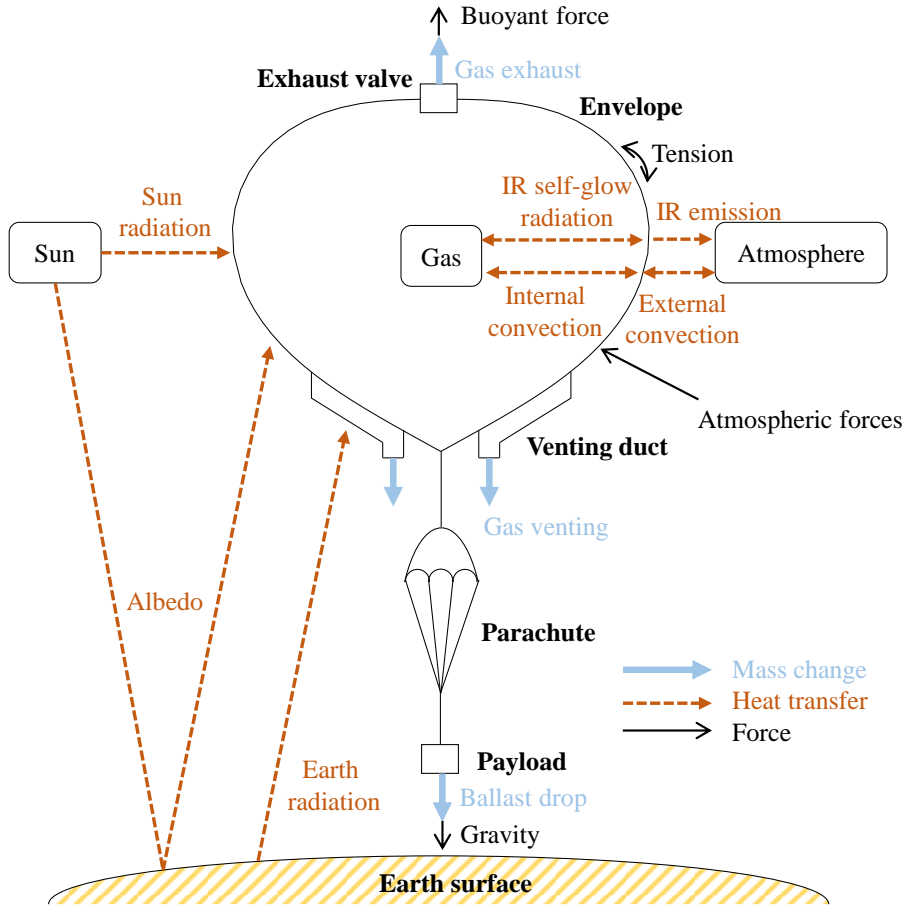 Buoyant force
Gas exhaust
Exhaust valve
Envelope
Tension
IR self-glow
radiation
Sun
radiation
IR emission
Sun
Gas
Atmosphere
Internal
convection
External
convection
Atmospheric forces
Venting duct
Gas venting
Albedo
Parachute
Mass change
Heat transfer
Force
Earth
radiation
Payload
Ballast drop
Gravity
Earth surface